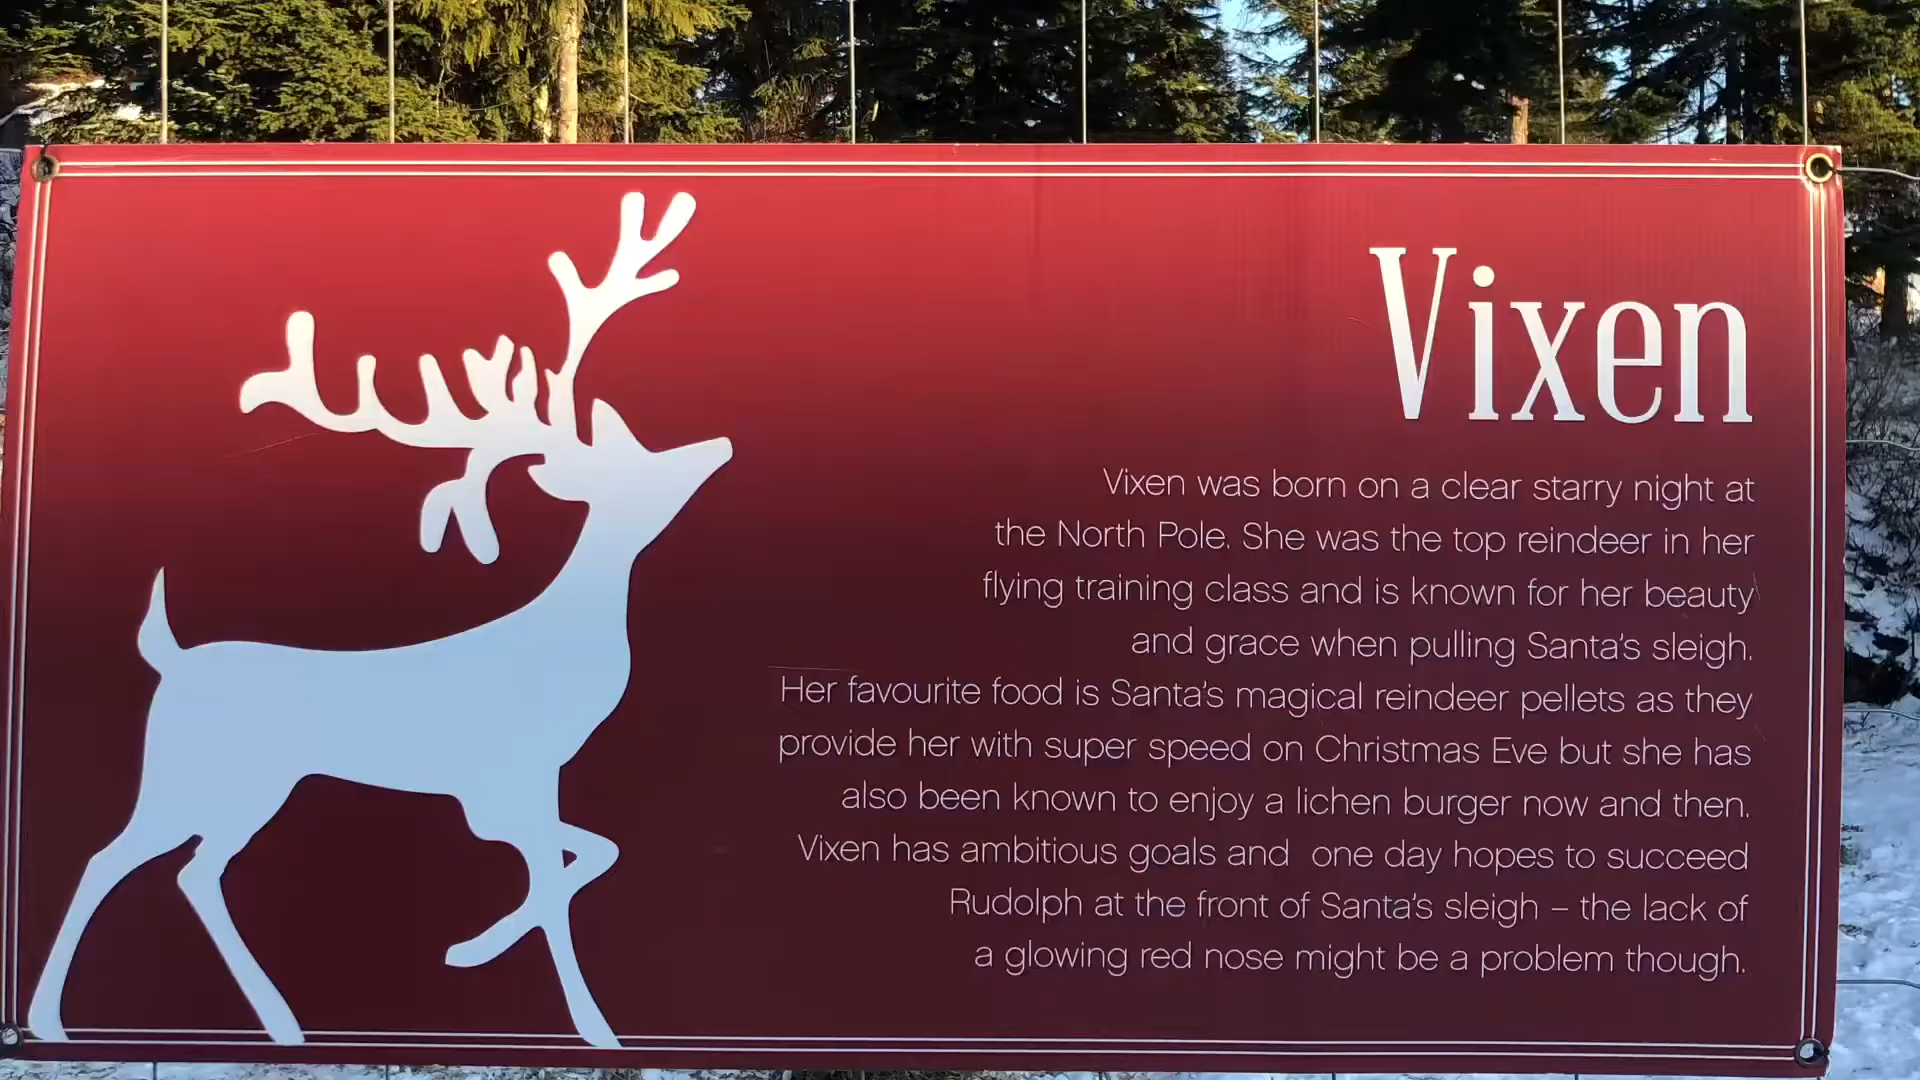 Vixen
Vixen was born on a clear starry night at
the North Pole. She was the top reindeer in her
flying training class and is known for her beauty
and grace when pulling Santa's sleigh.
Her favourite food is Santa's magical reindeer pellets as they
provide her with super speed on Christmas Eve but she has
also been known to enjoy a lichen burger now and then.
Vixen has ambitious goals and  one day hopes to succeed
Rudolph at the front of Santa's sleigh – the lack of
a glowing red nose might be a problem though.